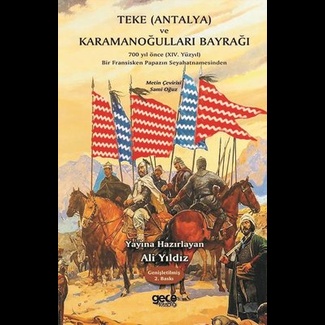 TEKE (ANTALYA)
ve
KARAMANOĞULLARI BAYRAĞI
700 yıl önce (XIV. Yüzyıl)
Bir Fransisken Papazın Seyahatnamesinden
Metin Çevirisi
Sami Oğuz
Yayına Hazırlayan
Ali Yıldız
Genişletilmiş
2. Baskı
gece
kitaplığı